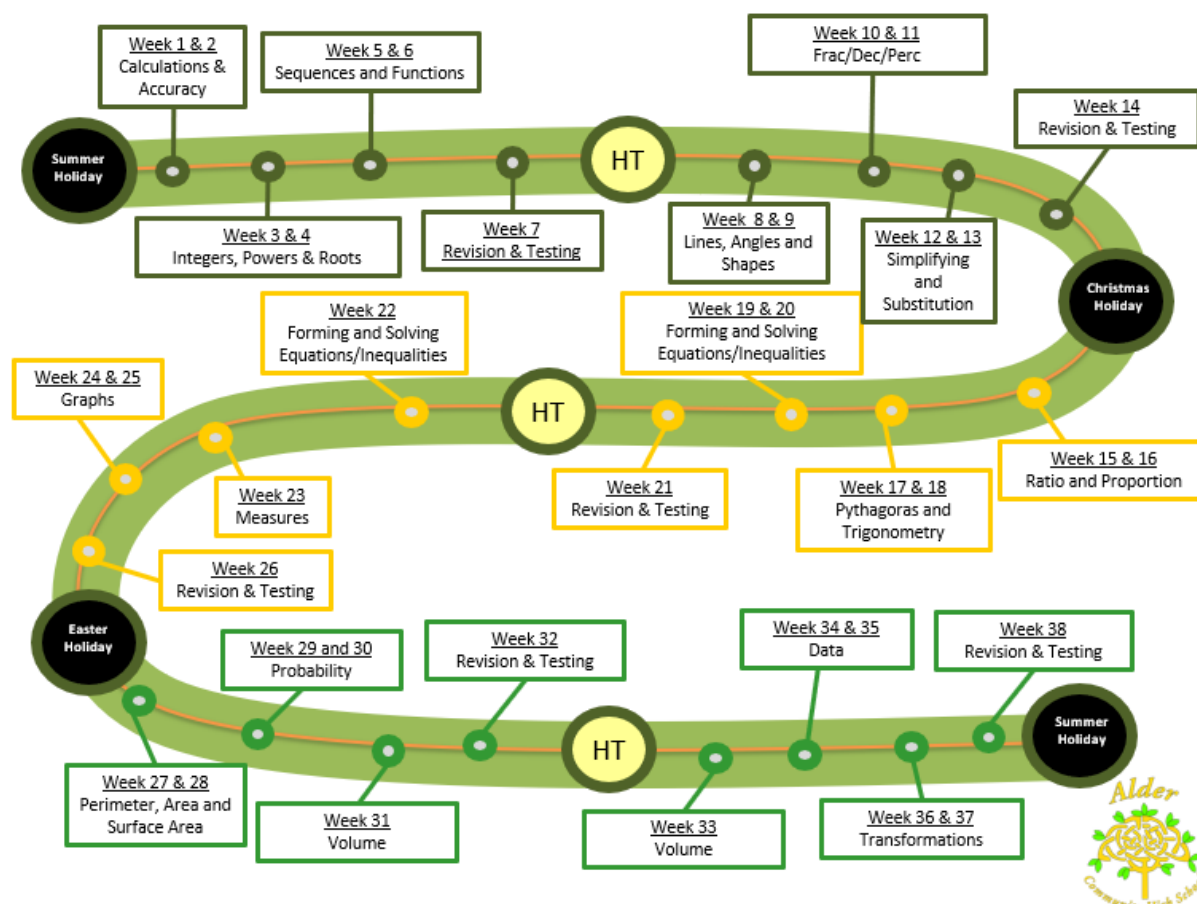 Week 1 & 2
Calculations &
Accuracy
Week 5 & 6
Sequences and Functions
Week 10 & 11
Frac/Dec/Perc
Week 14
Revision & Testing
Summer
Holiday
HT
Week 3 & 4
Integers, Powers & Roots
Week 7
Revision & Testing
Week 8 & 9
Lines, Angles and
Shapes
Week 12 & 13
Simplifying
and
Substitution
Christmas
Holiday
Week 22
Forming and Solving
Equations/Inequalities
Week 19 & 20
Forming and Solving
Equations/Inequalities
Week 24 & 25
Graphs
HT
Week 23
Measures
Week 21
Revision & Testing
Week 17 & 18
Pythagoras and
Trigonometry
Week 15 & 16
Ratio and Proportion
Week 26
Revision & Testing
Easter
Holiday
Week 29 and 30
Probability
Week 32
Revision & Testing
Week 34 & 35
Data
Week 38
Revision & Testing
HT
Summer
Holiday
Week 27 & 28
Perimeter, Area and
Surface Area
Week 31
Volume
Week 33
Volume
Week 36 & 37
Transformations
Alder